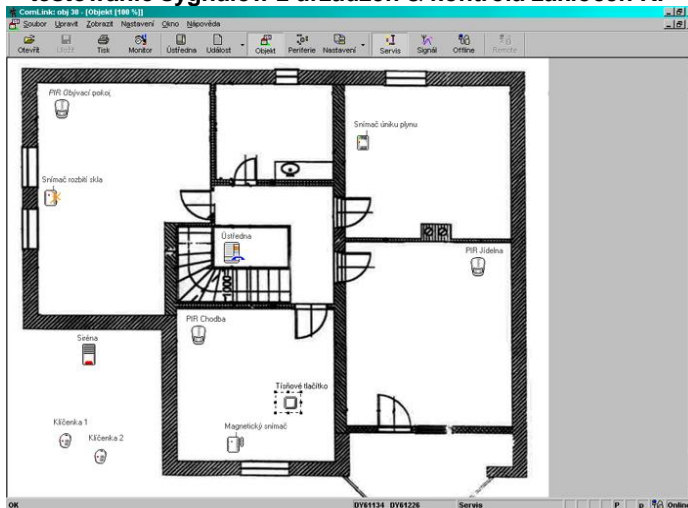 ComLink: obj 38 - [Objekt [100 %]]
Soubor Upravit Zobrazit Nastavení Okno Nápověda
Otevřít Uložit Tisk Monitor Ústředna Událost Objekt Periferie Nastavení Servis Signál Offline Remote
PIR Obývací pokoj
Snímač úniku plynu
Snímač rozbití skla
Ústředna
PIR Jídelna
1000
PIR Chodba
Siréna
Tísňové tlačítko
Klíčenka 1
Klíčenka 2
Magnetický snímač
OK DY61134 DY61226 Servis P p Online